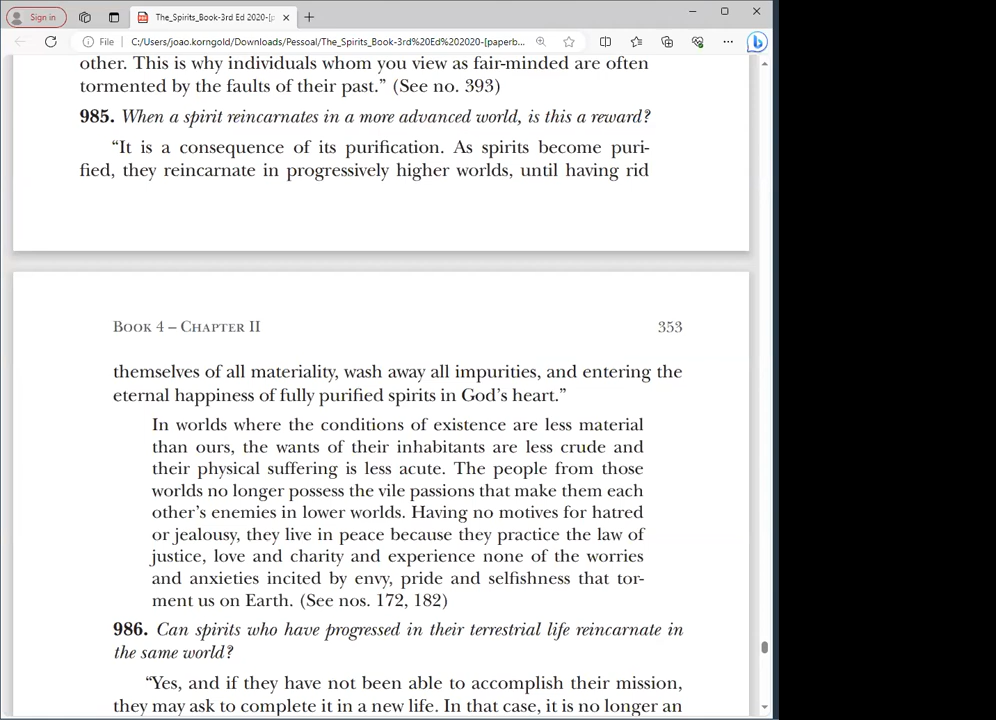 Sign in
The_Spirits_Book-3rd Ed 2020-[p
File
C:/Users/joao.korngold/Downloads/Pessoal/The_Spirits_Book-3rd%20Ed%202020-[paperb...
other. This is why individuals whom you view as fair-minded are often
tormented by the faults of their past.” (See no. 393)
985. When a spirit reincarnates in a more advanced world, is this a reward?
“It is a consequence of its purification. As spirits become puri-
fied, they reincarnate in progressively higher worlds, until having rid
Book 4 – Chapter II 353
themselves of all materiality, wash away all impurities, and entering the
eternal happiness of fully purified spirits in God’s heart.”
In worlds where the conditions of existence are less material
than ours, the wants of their inhabitants are less crude and
their physical suffering is less acute. The people from those
worlds no longer possess the vile passions that make them each
other’s enemies in lower worlds. Having no motives for hatred
or jealousy, they live in peace because they practice the law of
justice, love and charity and experience none of the worries
and anxieties incited by envy, pride and selfishness that tor-
ment us on Earth. (See nos. 172, 182)
986. Can spirits who have progressed in their terrestrial life reincarnate in
the same world?
“Yes, and if they have not been able to accomplish their mission,
they may ask to complete it in a new life. In that case, it is no longer an